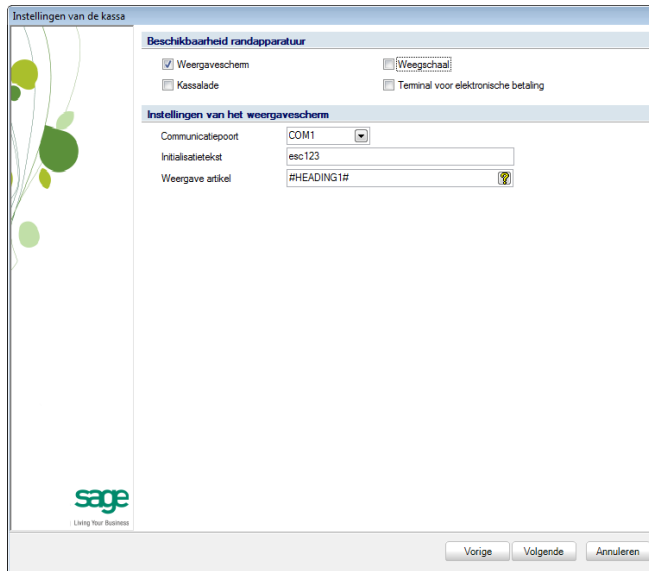 Instellingen van de kassa
Beschikbaarheid randapparatuur
Weergavescherm
Weegschaal
Kassalade
Terminal voor elektronische betaling
Instellingen van het weergavescherm
Communicatiepoort COM1
Initialisatietekst esc123
Weergave artikel #HEADING1#
sage
Living Your Business
Vorige Volgende Annuleren